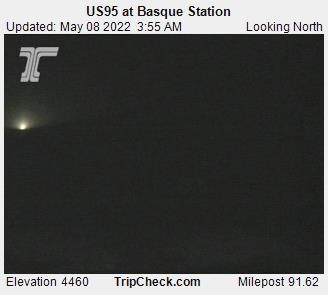 US95 at Basque Station
Updated: May 08 2022 3:55 AM Looking North
Elevation 4460 TripCheck.com Milepost 91.62